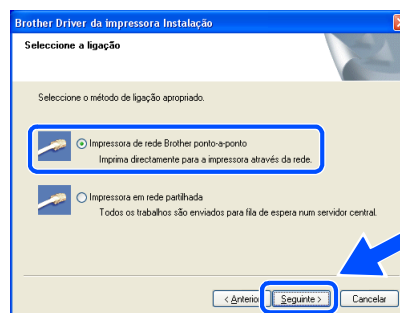 Brother Driver da impressora Instalação
Seleccione a ligação
Seleccione o método de ligação apropriado.
Impressora de rede Brother ponto-a-ponto
Imprima directamente para a impressora através da rede.
Impressora em rede partilhada
Todos os trabalhos são enviados para fila de espera num servidor central.
< Anterior Seguinte > Cancelar